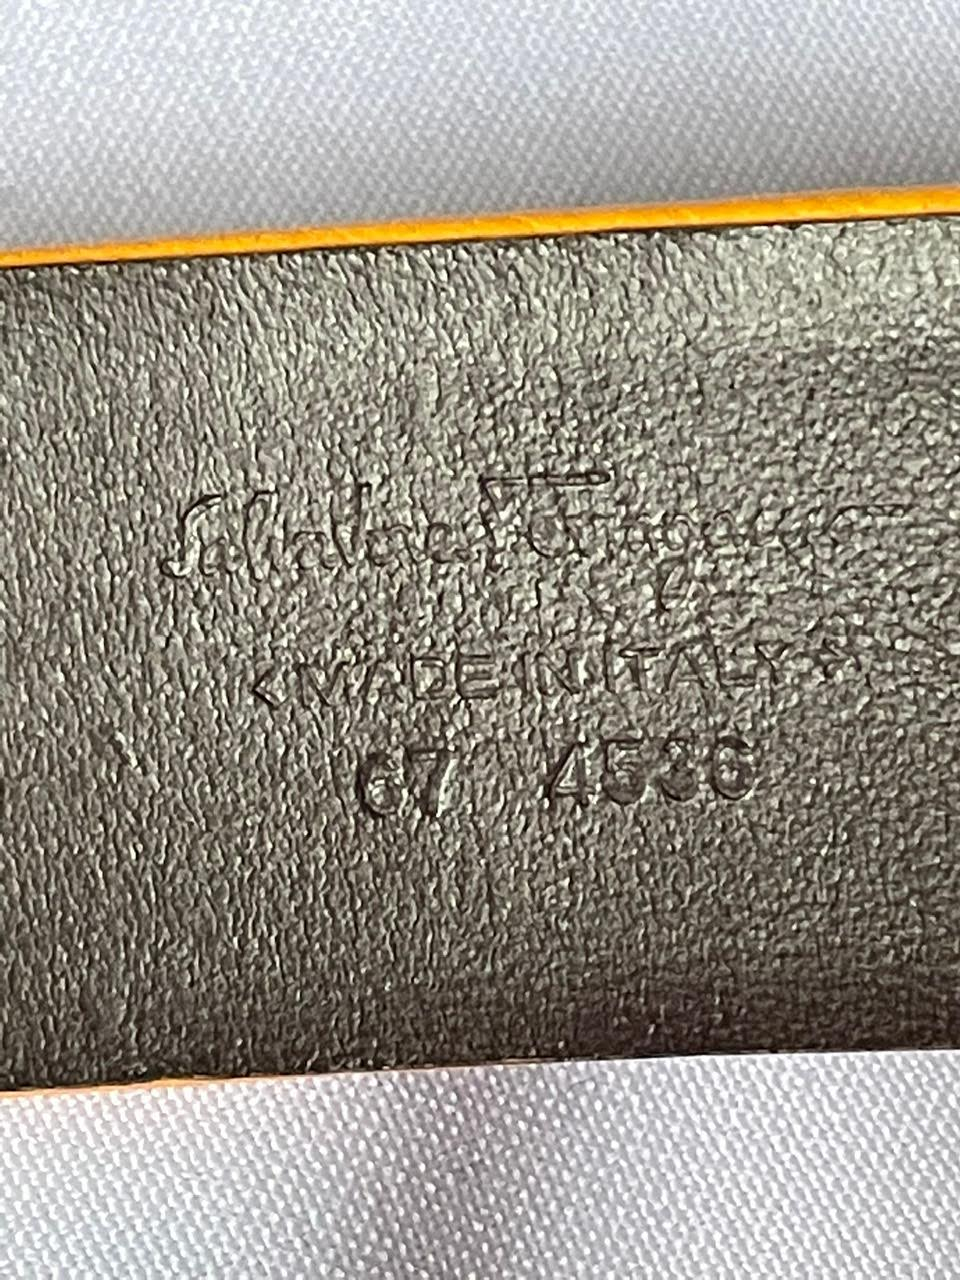 Salvatore Ferragamo
<MADE IN ITALY>
67 4536